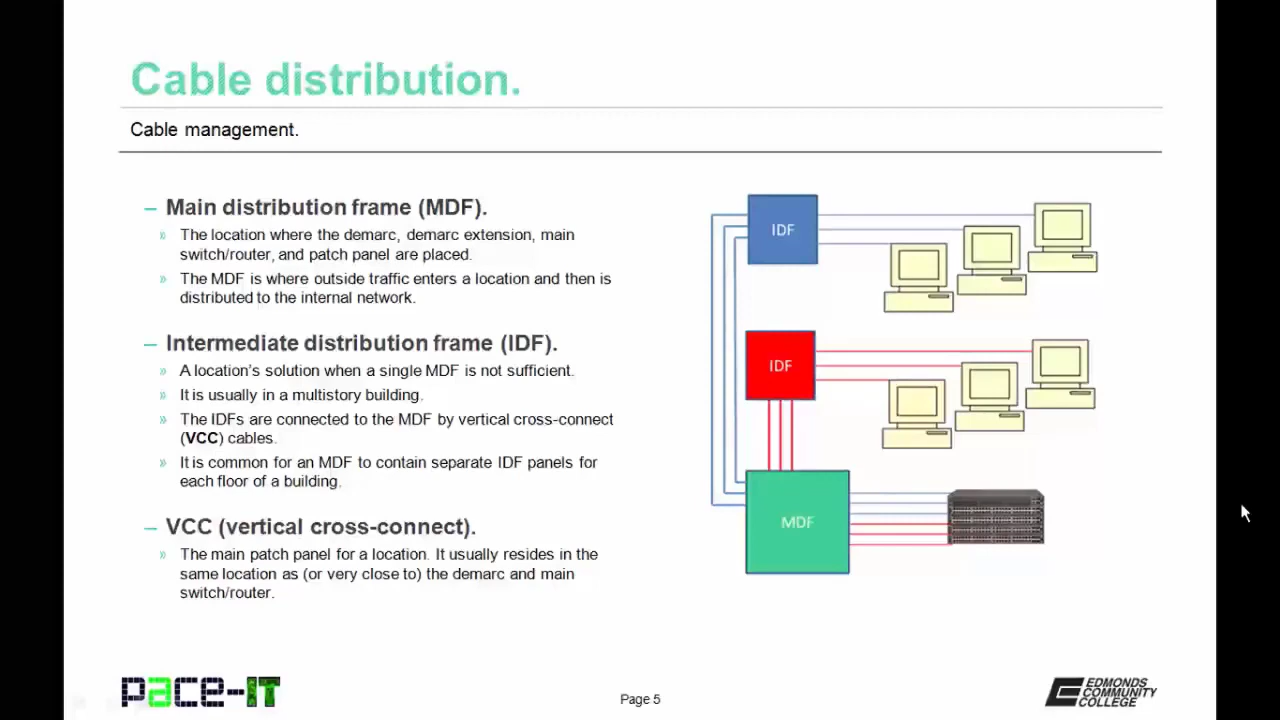 Cable distribution.
Cable management.
– Main distribution frame (MDF).
» The location where the demarc, demarc extension, main
switch/router, and patch panel are placed.
» The MDF is where outside traffic enters a location and then is
distributed to the internal network.
– Intermediate distribution frame (IDF).
» A location's solution when a single MDF is not sufficient.
» It is usually in a multistory building.
» The IDFs are connected to the MDF by vertical cross-connect
(VCC) cables.
» It is common for an MDF to contain separate IDF panels for
each floor of a building.
– VCC (vertical cross-connect).
» The main patch panel for a location. It usually resides in the
same location as (or very close to) the demarc and main
switch/router.
IDF
IDF
MDF
pace-IT
Page 5
EDMONDS
COMMUNITY
COLLEGE